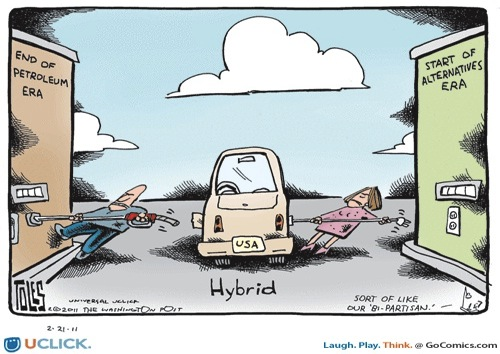 END OF
PETROLEUM
ERA
START OF
ALTERNATIVES
ERA
USA
Hybrid
TOLES
UNIVERSAL UCLICK
©2011 THE WASHINGTON POST
SORT OF LIKE
OUR 'BI-PARTISAN.'
2-21-11
UCLICK.
Laugh. Play. Think. @ GoComics.com